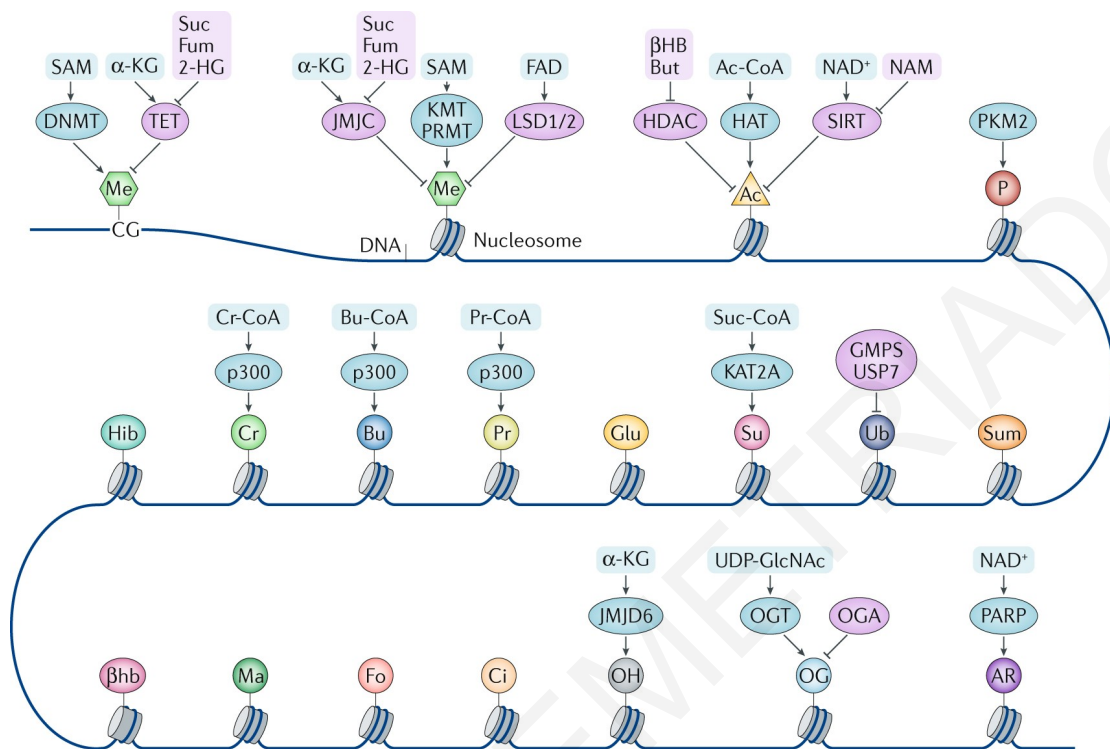 Suc
Fum
2-HG
SAM
α-KG
DNMT
TET
Me
CG
Suc
Fum
2-HG
α-KG
SAM
FAD
JMJC
KMT
PRMT
LSD1/2
Me
DNA
Nucleosome
βHB
But
Ac-CoA
NAD⁺
NAM
HDAC
HAT
SIRT
Ac
PKM2
P
Cr-CoA
Bu-CoA
Pr-CoA
Suc-CoA
p300
p300
p300
KAT2A
GMPS
USP7
Hib
Cr
Bu
Pr
Glu
Su
Ub
Sum
α-KG
UDP-GlcNAc
NAD⁺
JMJD6
OGT
OGA
PARP
βhb
Ma
Fo
Ci
OH
OG
AR